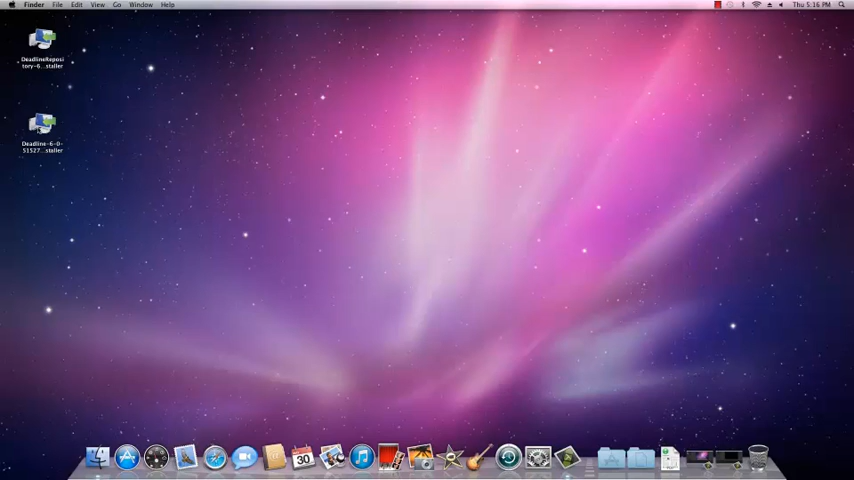 Finder File Edit View Go Window Help Thu 5:16 PM
DeadlineReposi
tory-6...staller
Deadline-6-0-
51527...staller
30